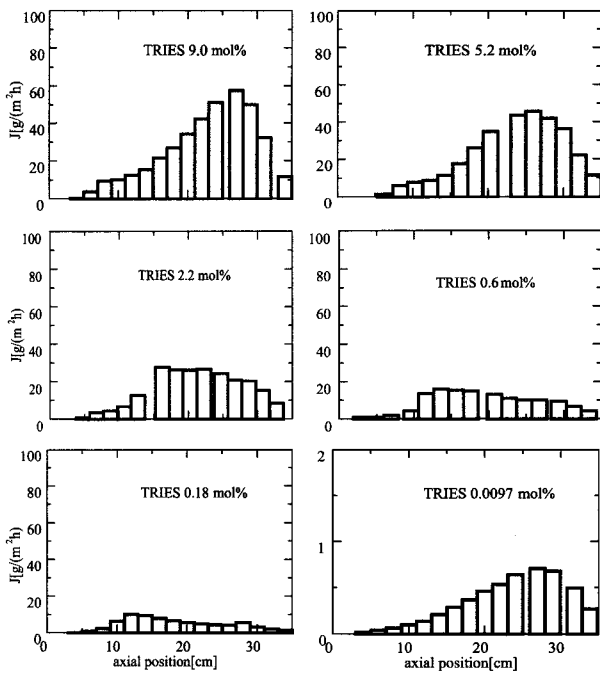 100
80
60
40
20
0
J[g/(m²h)
TRIES 9.0 mol%
100
80
60
40
20
0
TRIES 5.2 mol%
100
80
60
40
20
0
J[g/(m²h)
TRIES 2.2 mol%
100
80
60
40
20
0
TRIES 0.6 mol%
100
80
60
40
20
0
J[g/(m²h)
TRIES 0.18 mol%
0 10 20 30
axial position[cm]
2
1
0
TRIES 0.0097 mol%
0 10 20 30
axial position[cm]